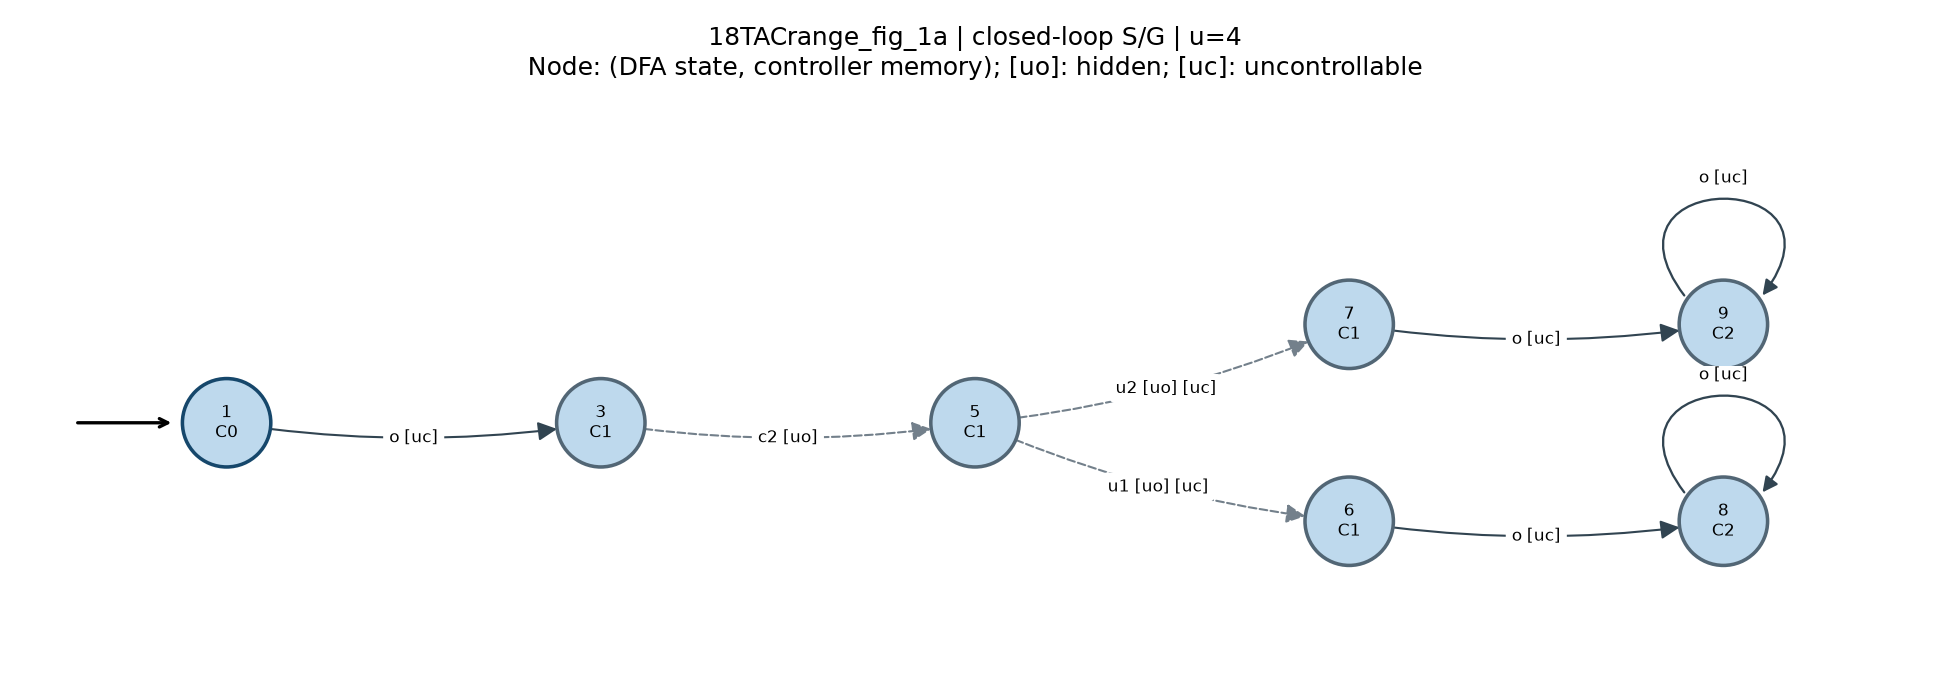 18TACrange_fig_1a | closed-loop S/G | u=4
Node: (DFA state, controller memory); [uo]: hidden; [uc]: uncontrollable
o [uc]
7
C1
o [uc]
9
C2
o [uc]
u2 [uo] [uc]
1
C0
o [uc]
3
C1
c2 [uo]
5
C1
u1 [uo] [uc]
6
C1
o [uc]
8
C2